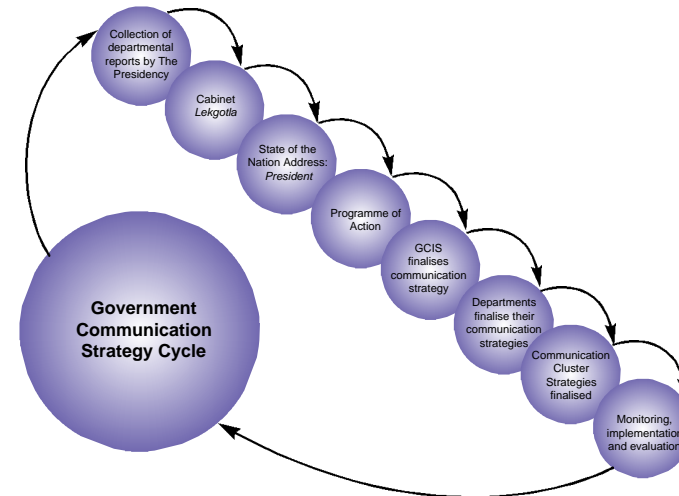 Collection of
departmental
reports by The
Presidency
Cabinet
Lekgotla
State of the
Nation Address:
President
Programme of
Action
GCIS
finalises
communication
strategy
Departments
finalise their
communication
strategies
Communication
Cluster
Strategies
finalised
Monitoring,
implementation
and evaluation
Government
Communication
Strategy Cycle